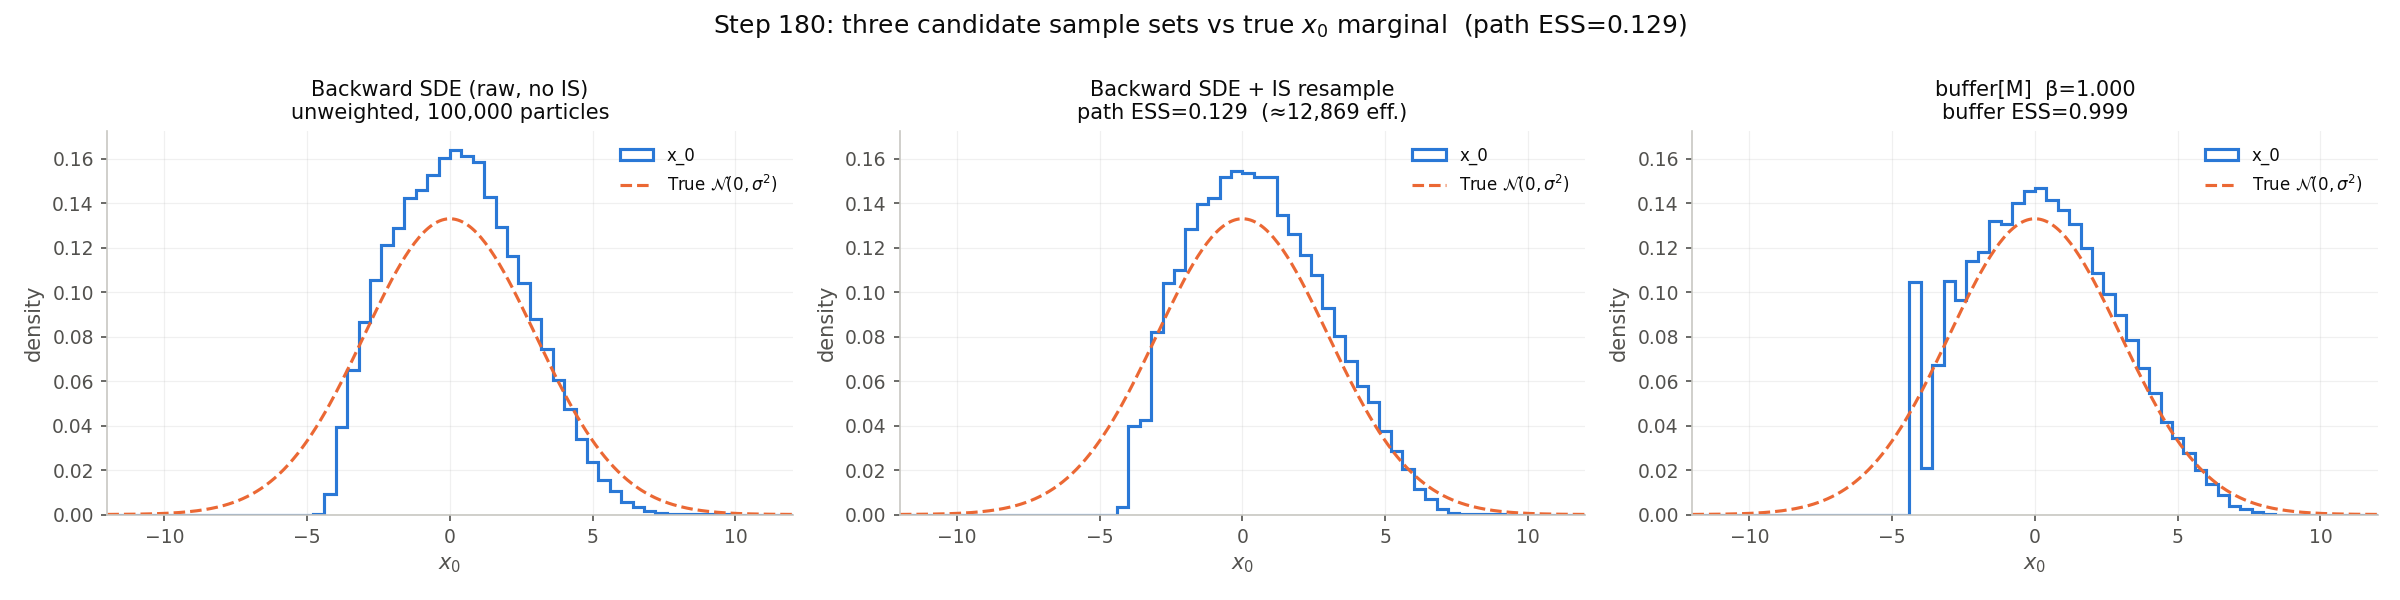 Step 180: three candidate sample sets vs true x₀ marginal (path ESS=0.129)
Backward SDE (raw, no IS)
unweighted, 100,000 particles
0.16
0.14
0.12
0.10
0.08
0.06
0.04
0.02
0.00
density
x_0
True 𝒩(0, σ²)
−10
−5
0
5
10
x₀
Backward SDE + IS resample
path ESS=0.129 (≈12,869 eff.)
0.16
0.14
0.12
0.10
0.08
0.06
0.04
0.02
0.00
density
x_0
True 𝒩(0, σ²)
−10
−5
0
5
10
x₀
buffer[M] β=1.000
buffer ESS=0.999
0.16
0.14
0.12
0.10
0.08
0.06
0.04
0.02
0.00
density
x_0
True 𝒩(0, σ²)
−10
−5
0
5
10
x₀